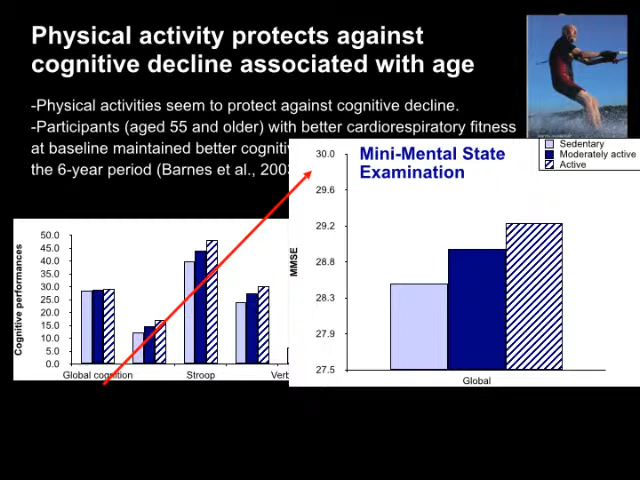 Physical activity protects against
cognitive decline associated with age
-Physical activities seem to protect against cognitive decline.
-Participants (aged 55 and older) with better cardiorespiratory fitness
at baseline maintained better
the 6-year period (Barnes et al.,
Sedentary
Moderately active
Active
Mini-Mental State
Examination
30.0
29.6
29.2
28.8
28.3
27.9
27.5
MMSE
Global
50.0
45.0
40.0
35.0
30.0
25.0
20.0
15.0
10.0
5.0
0.0
Cognitive performances
Global cognition
Stroop